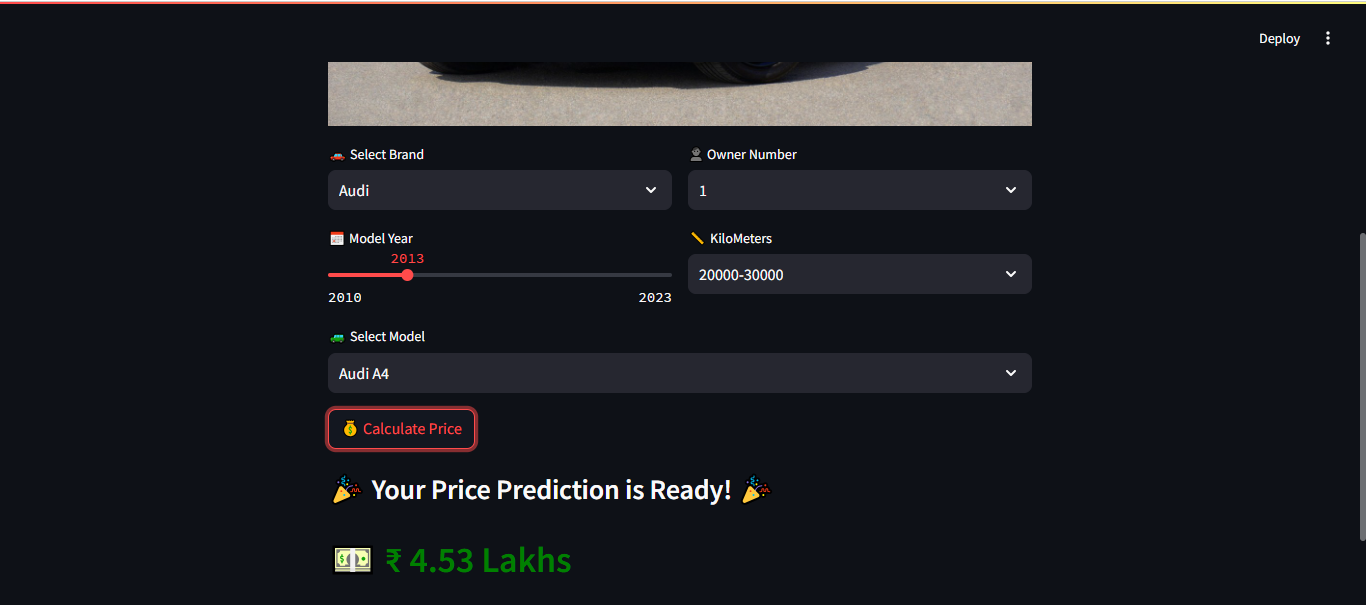 Deploy
Select Brand
Owner Number
Audi
1
Model Year
KiloMeters
2013
20000-30000
2010
2023
Select Model
Audi A4
Calculate Price
Your Price Prediction is Ready!
₹ 4.53 Lakhs